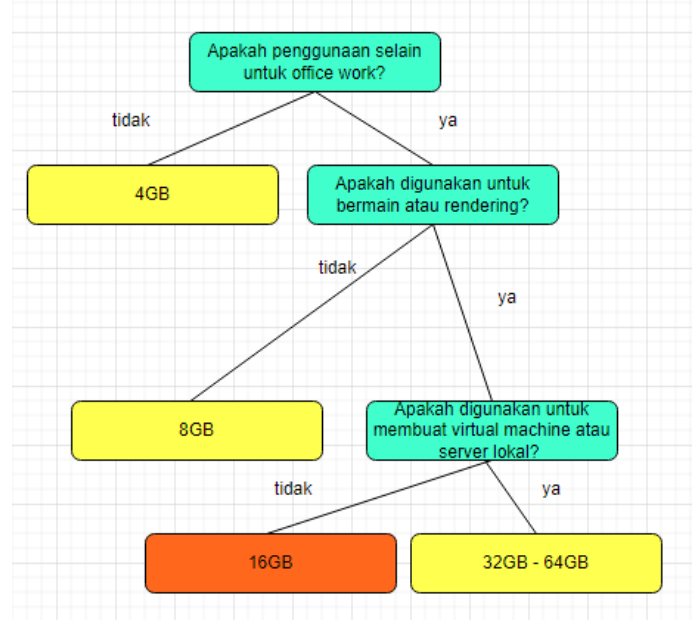 Apakah penggunaan selain
untuk office work?
tidak
ya
4GB
Apakah digunakan untuk
bermain atau rendering?
tidak
ya
8GB
Apakah digunakan untuk
membuat virtual machine atau
server lokal?
tidak
ya
16GB
32GB - 64GB